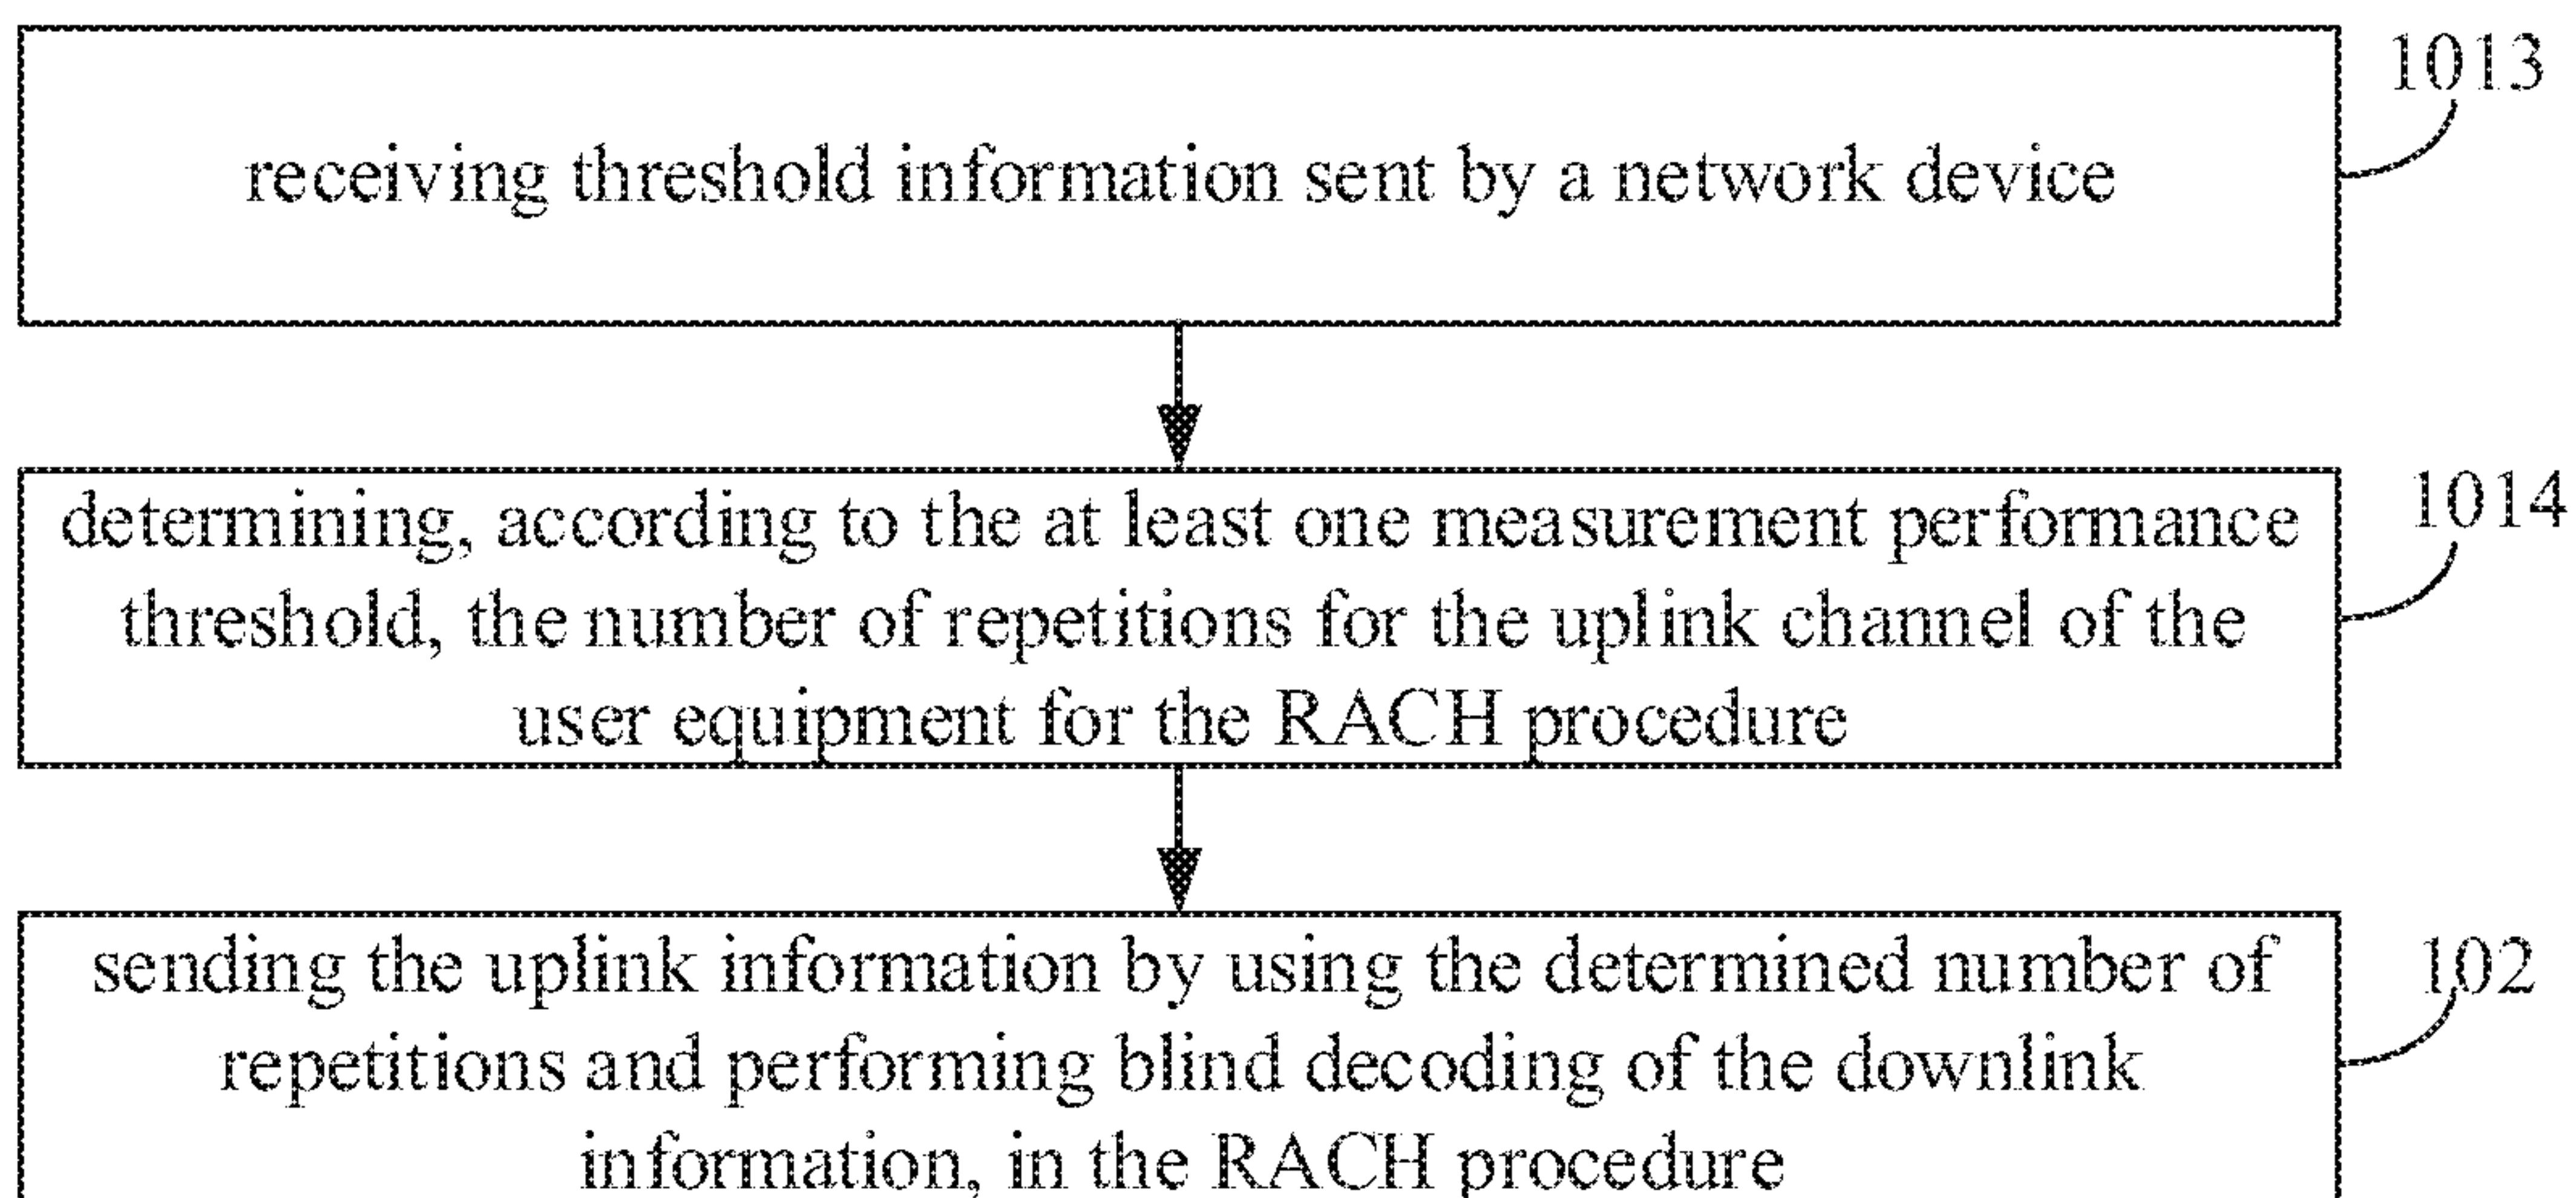 receiving threshold information sent by a network device
1013
determining, according to the at least one measurement performance
threshold, the number of repetitions for the uplink channel of the
user equipment for the RACH procedure
1014
sending the uplink information by using the determined number of
repetitions and performing blind decoding of the downlink
information, in the RACH procedure
102